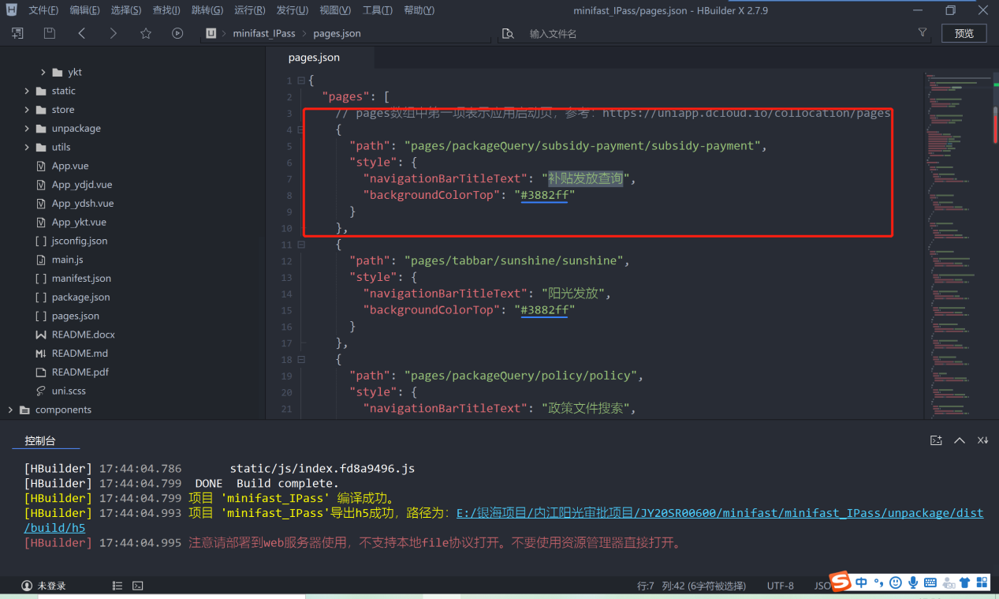 文件(F) 编辑(E) 选择(S) 查找(I) 跳转(G) 运行(R) 发行(U) 视图(V) 工具(T) 帮助(Y) minifast_IPass/pages.json - HBuilder X 2.7.9
minifast_IPass pages.json 输入文件名 预览
pages.json
ykt
static
store
unpackage
utils
App.vue
App_ydjd.vue
App_ydsh.vue
App_ykt.vue
jsconfig.json
main.js
manifest.json
package.json
pages.json
README.docx
README.md
README.pdf
uni.scss
components
1 {
2 "pages": [
3 // pages数组中第一项表示应用启动页，参考：https://uniapp.dcloud.io/collocation/pages
4 {
5 "path": "pages/packageQuery/subsidy-payment/subsidy-payment",
6 "style": {
7 "navigationBarTitleText": "补贴发放查询",
8 "backgroundColorTop": "#3882ff"
9 }
10 },
11 {
12 "path": "pages/tabbar/sunshine/sunshine",
13 "style": {
14 "navigationBarTitleText": "阳光发放",
15 "backgroundColorTop": "#3882ff"
16 }
17 },
18 {
19 "path": "pages/packageQuery/policy/policy",
20 "style": {
21 "navigationBarTitleText": "政策文件搜索",
控制台
[HBuilder] 17:44:04.786 static/js/index.fd8a9496.js
[HBuilder] 17:44:04.799 DONE Build complete.
[HBuilder] 17:44:04.799 项目 'minifast_IPass' 编译成功。
[HBuilder] 17:44:04.993 项目 'minifast_IPass'导出h5成功，路径为：E:/银海项目/内江阳光审批项目/JY20SR00600/minifast/minifast_IPass/unpackage/dist
/build/h5
[HBuilder] 17:44:04.995 注意请部署到web服务器使用，不支持本地file协议打开。不要使用资源管理器直接打开。
未登录 行:7 列:42 (6字符被选择) UTF-8 JSO 中